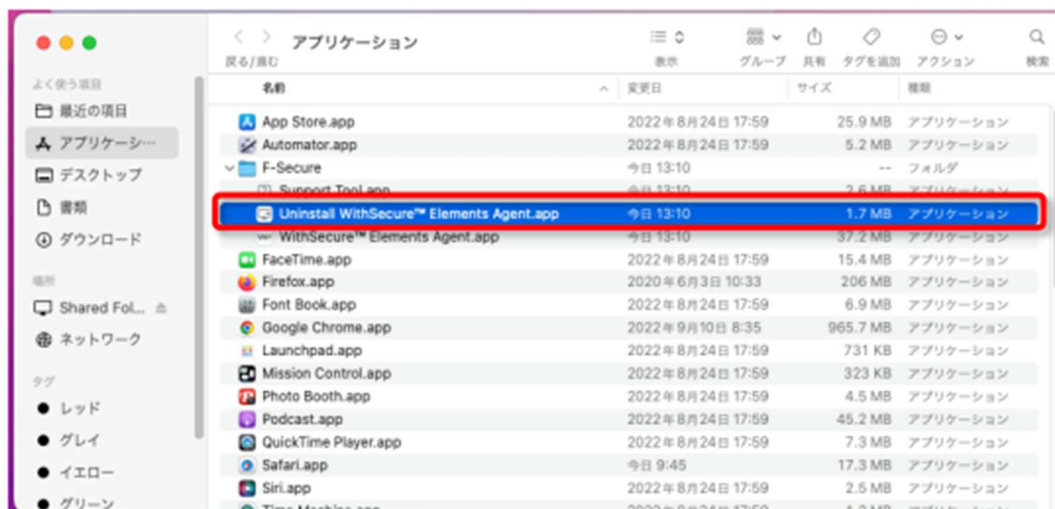 アプリケーション
戻る/進む 表示 グループ 共有 タグを追加 アクション 検索
よく使う項目
最近の項目
アプリケーシ…
デスクトップ
書類
ダウンロード
場所
Shared Fol...
ネットワーク
タグ
レッド
グレイ
イエロー
グリーン
名前 変更日 サイズ 種類
App Store.app 2022年8月24日 17:59 25.9 MB アプリケーション
Automator.app 2022年8月24日 17:59 5.2 MB アプリケーション
F-Secure 今日 13:10 -- フォルダ
Support Tool.app 今日 13:10 2.6 MB アプリケーション
Uninstall WithSecure™ Elements Agent.app 今日 13:10 1.7 MB アプリケーション
WithSecure™ Elements Agent.app 今日 13:10 37.2 MB アプリケーション
FaceTime.app 2022年8月24日 17:59 15.4 MB アプリケーション
Firefox.app 2020年6月3日 10:33 206 MB アプリケーション
Font Book.app 2022年8月24日 17:59 6.9 MB アプリケーション
Google Chrome.app 2022年9月10日 8:35 965.7 MB アプリケーション
Launchpad.app 2022年8月24日 17:59 731 KB アプリケーション
Mission Control.app 2022年8月24日 17:59 323 KB アプリケーション
Photo Booth.app 2022年8月24日 17:59 4.5 MB アプリケーション
Podcast.app 2022年8月24日 17:59 45.2 MB アプリケーション
QuickTime Player.app 2022年8月24日 17:59 7.3 MB アプリケーション
Safari.app 今日 9:45 17.3 MB アプリケーション
Siri.app 2022年8月24日 17:59 2.5 MB アプリケーション
Time Machine.app 2022年8月24日 17:59